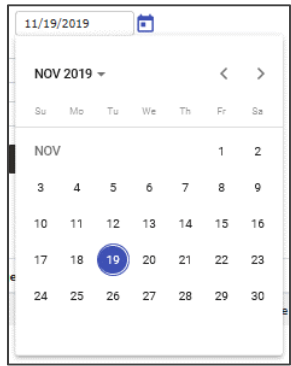 11/19/2019
NOV 2019
Su Mo Tu We Th Fr Sa
NOV 1 2
3 4 5 6 7 8 9
10 11 12 13 14 15 16
17 18 19 20 21 22 23
24 25 26 27 28 29 30
e
e